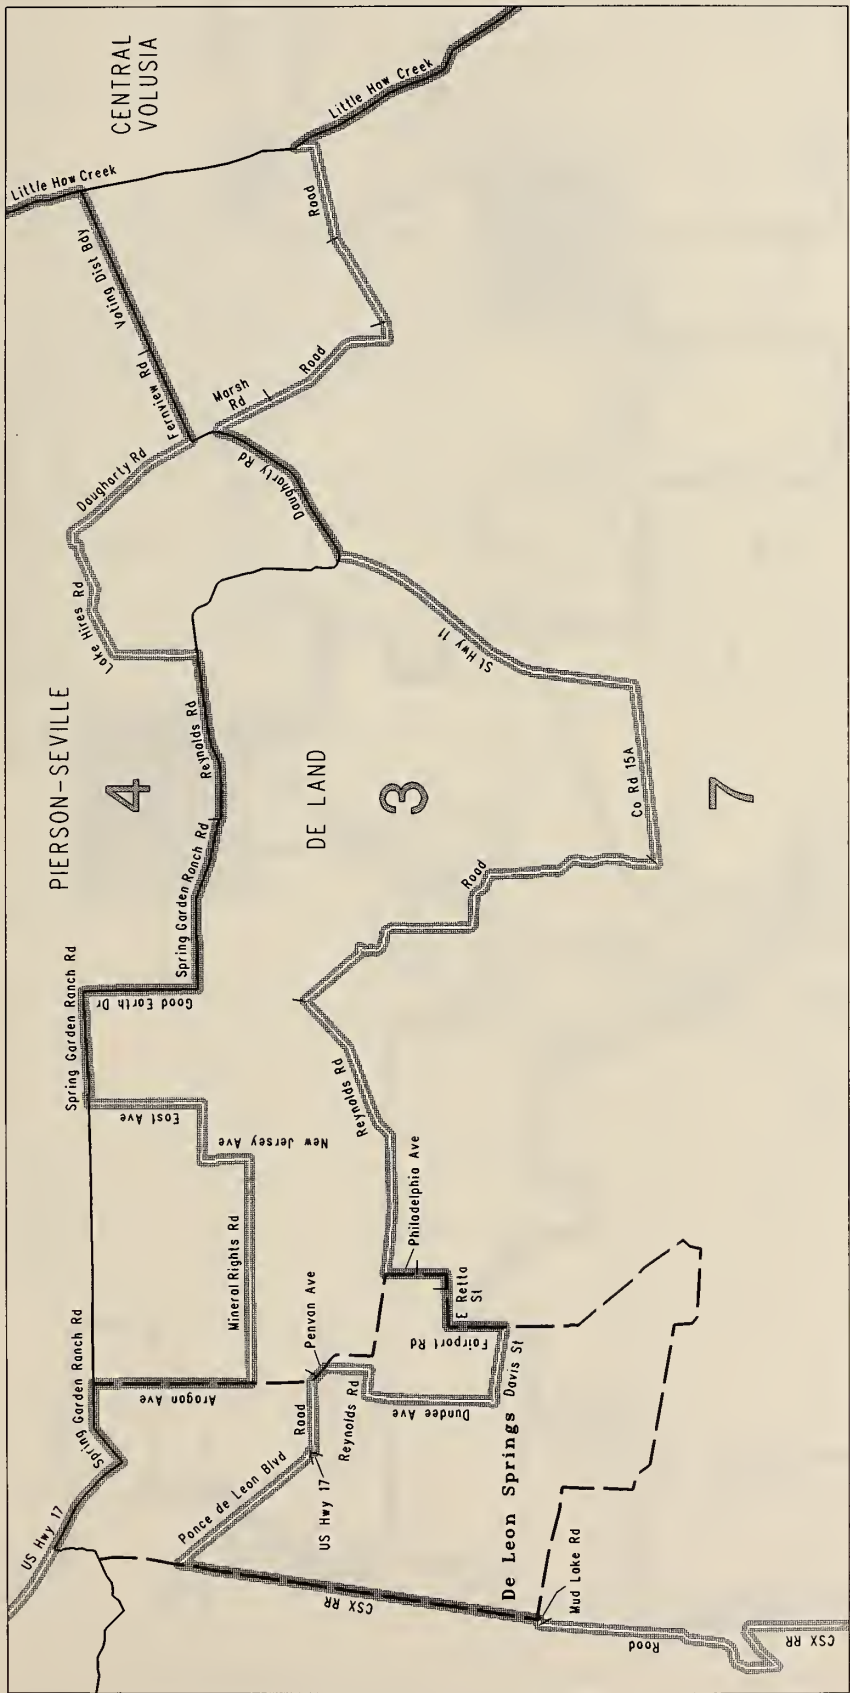 CENTRAL
VOLUSIA
Little Haw Creek
Little Haw Creek
Voting Dist Bdy
Fernview Rd
Road
Road
Marsh
Rd
Daugharty Rd
Daugharty Rd
Lake Hires Rd
St Hwy 11
PIERSON-SEVILLE
4
Reynolds Rd
DE LAND
3
Co Rd 15A
7
Spring Garden Ranch Rd
Road
Spring Garden Ranch Rd
Good Earth Dr
East Ave
New Jersey Ave
Reynolds Rd
Philadelphia Ave
Mineral Rights Rd
E Retta
St
Penvan Ave
Fairport Rd
Spring Garden Ranch Rd
Aragon Ave
Road
Reynolds Rd
Dundee Ave
Davis St
US Hwy 17
Ponce de Leon Blvd
US Hwy 17
De Leon Springs
CSX RR
Mud Lake Rd
Road
CSX RR